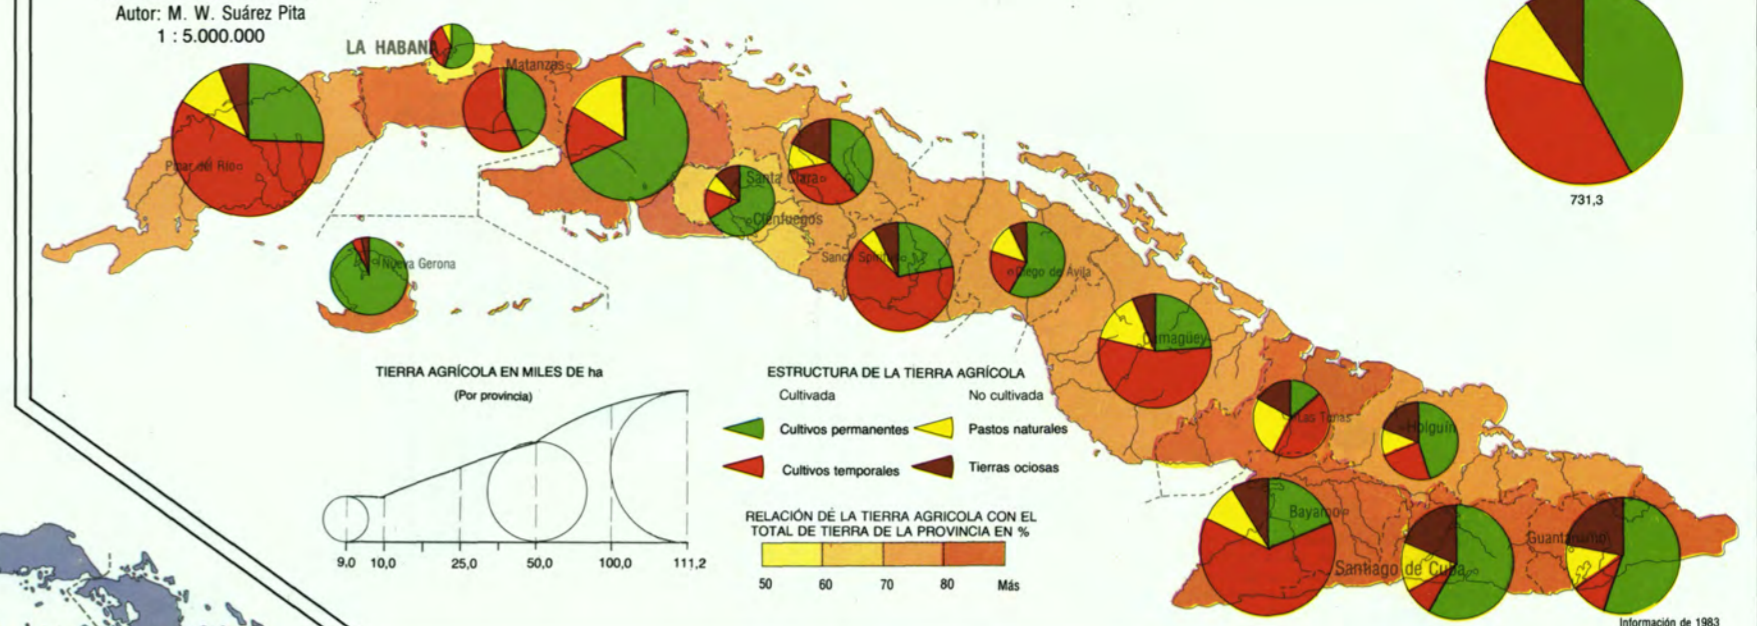 Autor: M. W. Suárez Pita
1 : 5.000.000
LA HABANA
Matanzas
Pinar del Río
Santa Clara
Cienfuegos
Nueva Gerona
Sancti Spíritus
Ciego de Ávila
Camagüey
Las Tunas
Holguín
Bayamo
Santiago de Cuba
Guantánamo
731,3
TIERRA AGRÍCOLA EN MILES DE ha
(Por provincia)
9.0 10,0 25,0 50,0 100,0 111,2
ESTRUCTURA DE LA TIERRA AGRÍCOLA
Cultivada No cultivada
Cultivos permanentes Pastos naturales
Cultivos temporales Tierras ociosas
RELACIÓN DE LA TIERRA AGRICOLA CON EL
TOTAL DE TIERRA DE LA PROVINCIA EN %
50 60 70 80 Más
Información de 1983